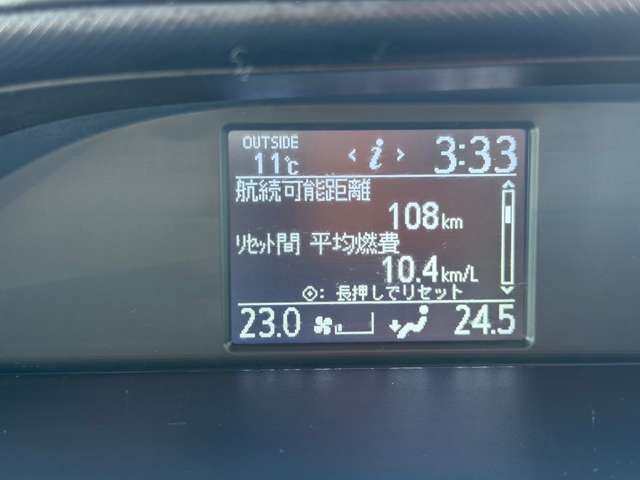 OUTSIDE
11℃
< i > 3:33
航続可能距離
108km
リセット間 平均燃費
10.4km/L
: 長押しでリセット
23.0 24.5